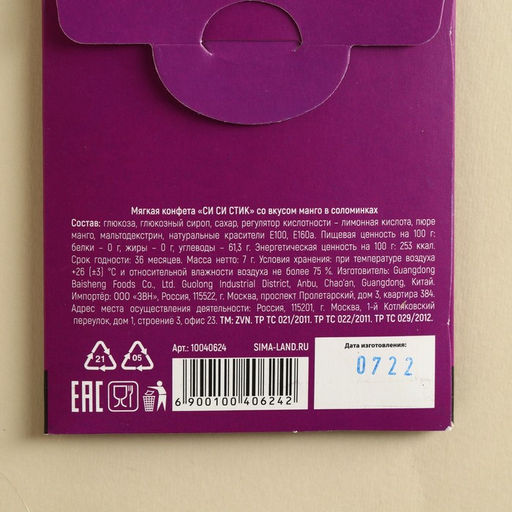 Мягкая конфета «СИ СИ СТИК» со вкусом манго в соломинках
Состав: глюкоза, глюкозный сироп, сахар, регулятор кислотности – лимонная кислота, пюре
манго, мальтодекстрин, натуральные красители Е100, Е160а. Пищевая ценность на 100 г:
белки – 0 г, жиры – 0 г, углеводы – 61,3 г. Энергетическая ценность на 100 г: 253 ккал.
Срок годности: 36 месяцев. Масса нетто: 7 г. Условия хранения: при температуре воздуха
+26 (±3) °С и относительной влажности воздуха не более 75 %. Изготовитель: Guangdong
Baisheng Foods Co., Ltd. Guolong Industrial District, Anbu, Chao'an, Guangdong, Китай.
Импортёр: ООО «ЗВН», Россия, 115522, г. Москва, проспект Пролетарский, дом 3, квартира 384.
Адрес места осуществления деятельности: Россия, г. Москва, 1-й Котляковский
переулок, дом 1, строение 3, офис 23. ТМ: ZVN. ТР ТС 021/2011. ТР ТС 022/2011. ТР ТС 029/2012.
Арт.: 10040624 SIMA-LAND.RU
Дата изготовления:
0722
21 05
EAC
6 900100 406242